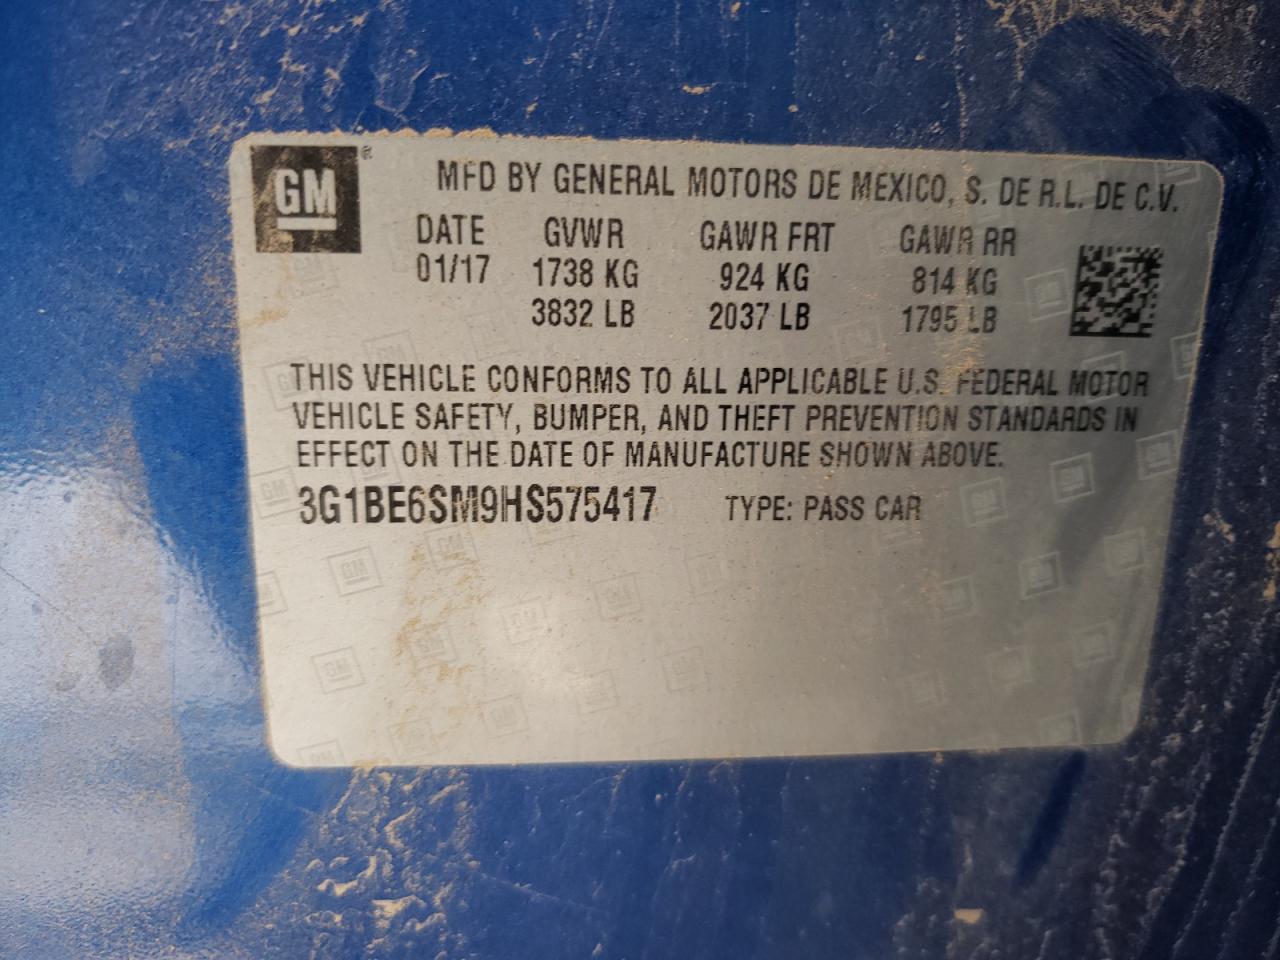 GM
MFD BY GENERAL MOTORS DE MEXICO, S. DE R.L. DE C.V.
DATE GVWR GAWR FRT GAWR RR
01/17 1738 KG 924 KG 814 KG
3832 LB 2037 LB 1795 LB
THIS VEHICLE CONFORMS TO ALL APPLICABLE U.S. FEDERAL MOTOR
VEHICLE SAFETY, BUMPER, AND THEFT PREVENTION STANDARDS IN
EFFECT ON THE DATE OF MANUFACTURE SHOWN ABOVE.
3G1BE6SM9HS575417 TYPE: PASS CAR